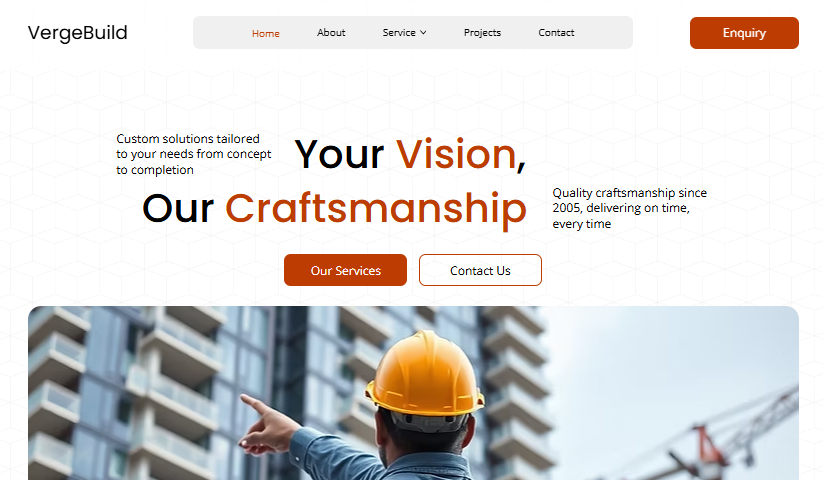 VergeBuild
Home
About
Service
Projects
Contact
Enquiry
Custom solutions tailored
to your needs from concept
to completion
Your Vision,
Our Craftsmanship
Quality craftsmanship since
2005, delivering on time,
every time
Our Services
Contact Us